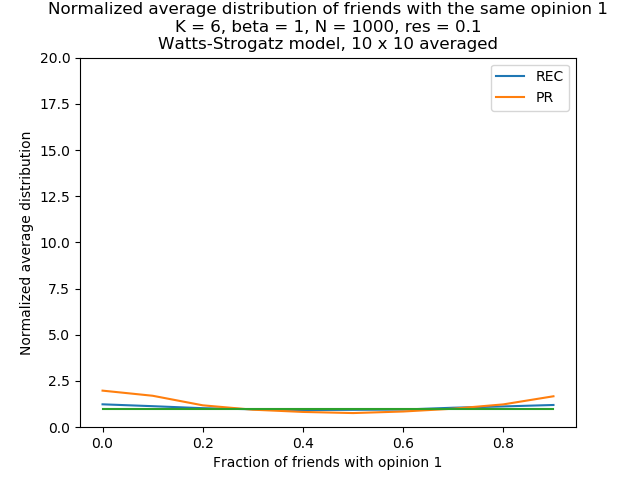 Normalized average distribution of friends with the same opinion 1
K = 6, beta = 1, N = 1000, res = 0.1
Watts-Strogatz model, 10 x 10 averaged
20.0
17.5
15.0
12.5
10.0
7.5
5.0
2.5
0.0
Normalized average distribution
REC
PR
0.0
0.2
0.4
0.6
0.8
Fraction of friends with opinion 1